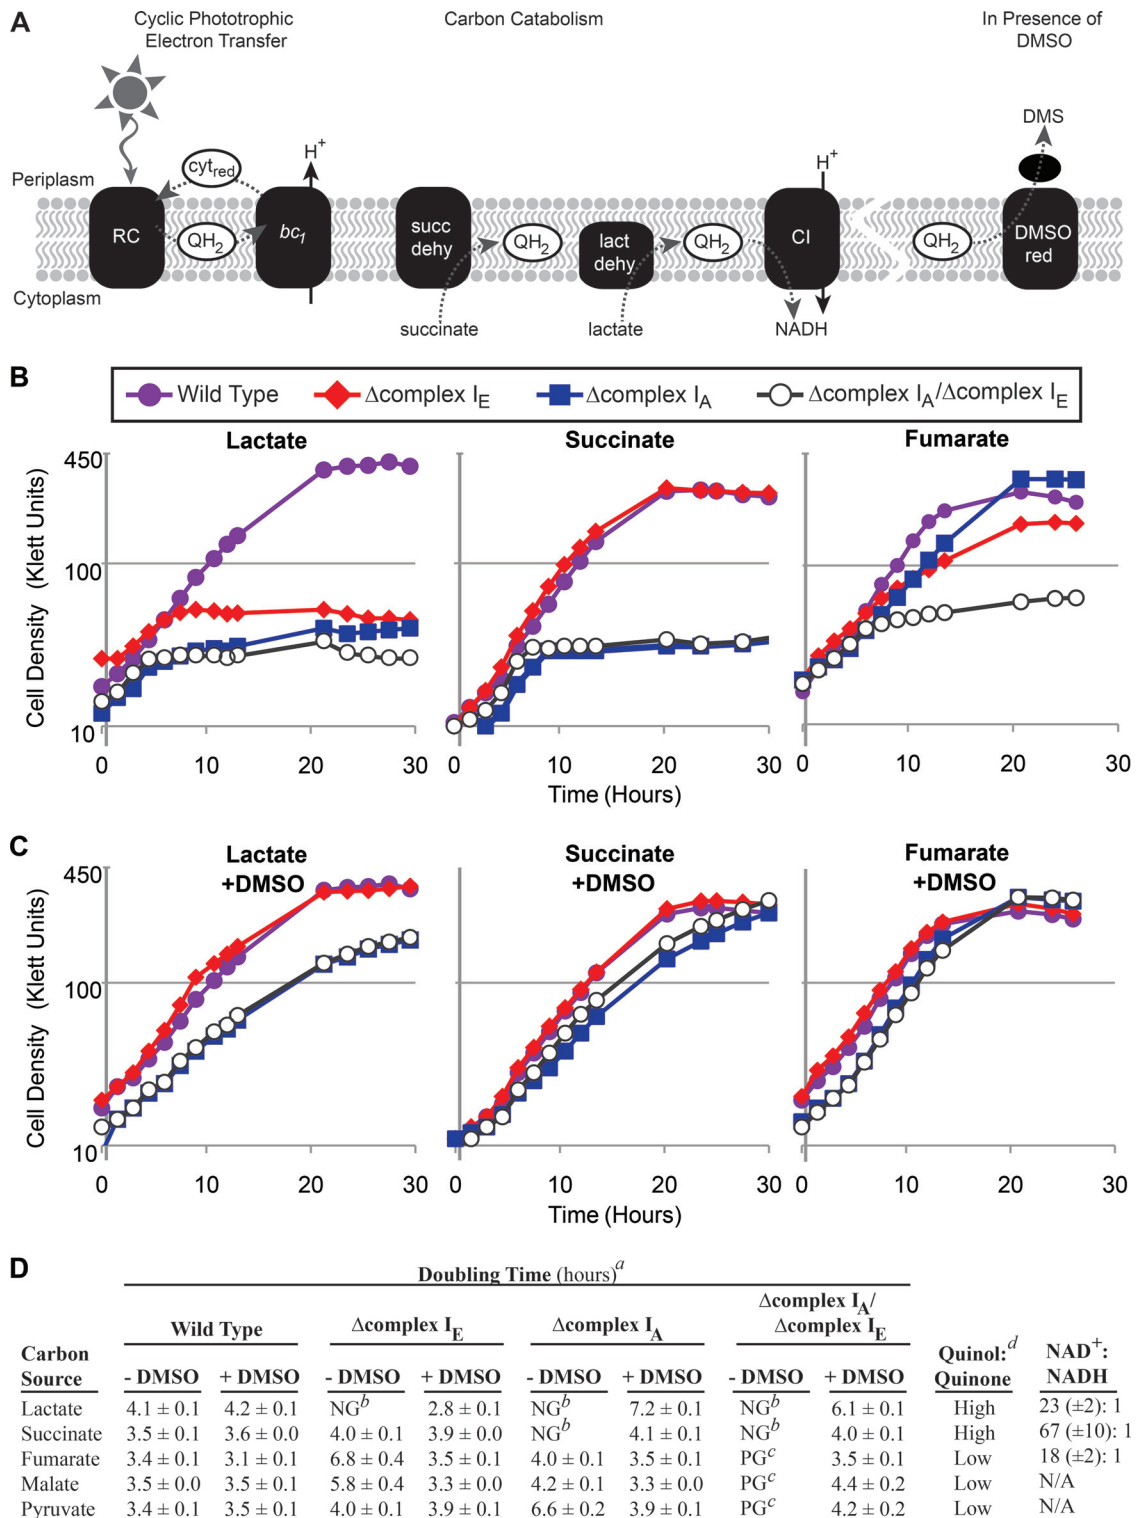 A
Cyclic Phototrophic
Electron Transfer
Carbon Catabolism
In Presence of
DMSO
DMS
H+
H+
Periplasm
cytred
RC
QH2
bc1
succ
dehy
QH2
lact
dehy
QH2
CI
QH2
DMSO
red
Cytoplasm
succinate
lactate
NADH
B
Wild Type
Δcomplex IE
Δcomplex IA
Δcomplex IA/Δcomplex IE
Lactate
Succinate
Fumarate
450
100
10
Cell Density (Klett Units)
0 10 20 30
0 10 20 30
0 10 20 30
Time (Hours)
C
Lactate
+DMSO
Succinate
+DMSO
Fumarate
+DMSO
450
100
10
Cell Density (Klett Units)
0 10 20 30
0 10 20 30
0 10 20 30
Time (Hours)
D
Doubling Time (hours)a
Wild Type
Δcomplex IE
Δcomplex IA
Δcomplex IA/
Δcomplex IE
Carbon
Source
- DMSO + DMSO - DMSO + DMSO - DMSO + DMSO - DMSO + DMSO
Quinol:d
Quinone
NAD+:
NADH
Lactate 4.1 ± 0.1 4.2 ± 0.1 NGb 2.8 ± 0.1 NGb 7.2 ± 0.1 NGb 6.1 ± 0.1 High 23 (±2): 1
Succinate 3.5 ± 0.1 3.6 ± 0.0 4.0 ± 0.1 3.9 ± 0.0 NGb 4.1 ± 0.1 NGb 4.0 ± 0.1 High 67 (±10): 1
Fumarate 3.4 ± 0.1 3.1 ± 0.1 6.8 ± 0.4 3.5 ± 0.1 4.0 ± 0.1 3.5 ± 0.1 PGc 3.5 ± 0.1 Low 18 (±2): 1
Malate 3.5 ± 0.0 3.5 ± 0.1 5.8 ± 0.4 3.3 ± 0.0 4.2 ± 0.1 3.3 ± 0.0 PGc 4.4 ± 0.2 Low N/A
Pyruvate 3.4 ± 0.1 3.5 ± 0.1 4.0 ± 0.1 3.9 ± 0.1 6.6 ± 0.2 3.9 ± 0.1 PGc 4.2 ± 0.2 Low N/A